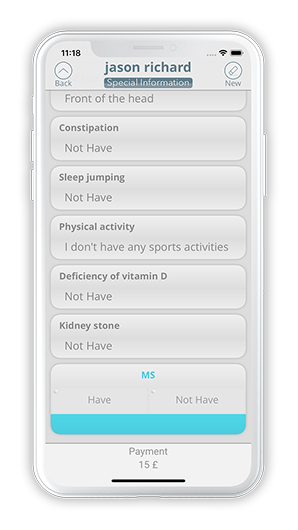 11:18
jason richard
Back
Special Information
New
Front of the head
Constipation
Not Have
Sleep jumping
Not Have
Physical activity
I don't have any sports activities
Deficiency of vitamin D
Not Have
Kidney stone
Not Have
MS
Have
Not Have
Payment
15 £